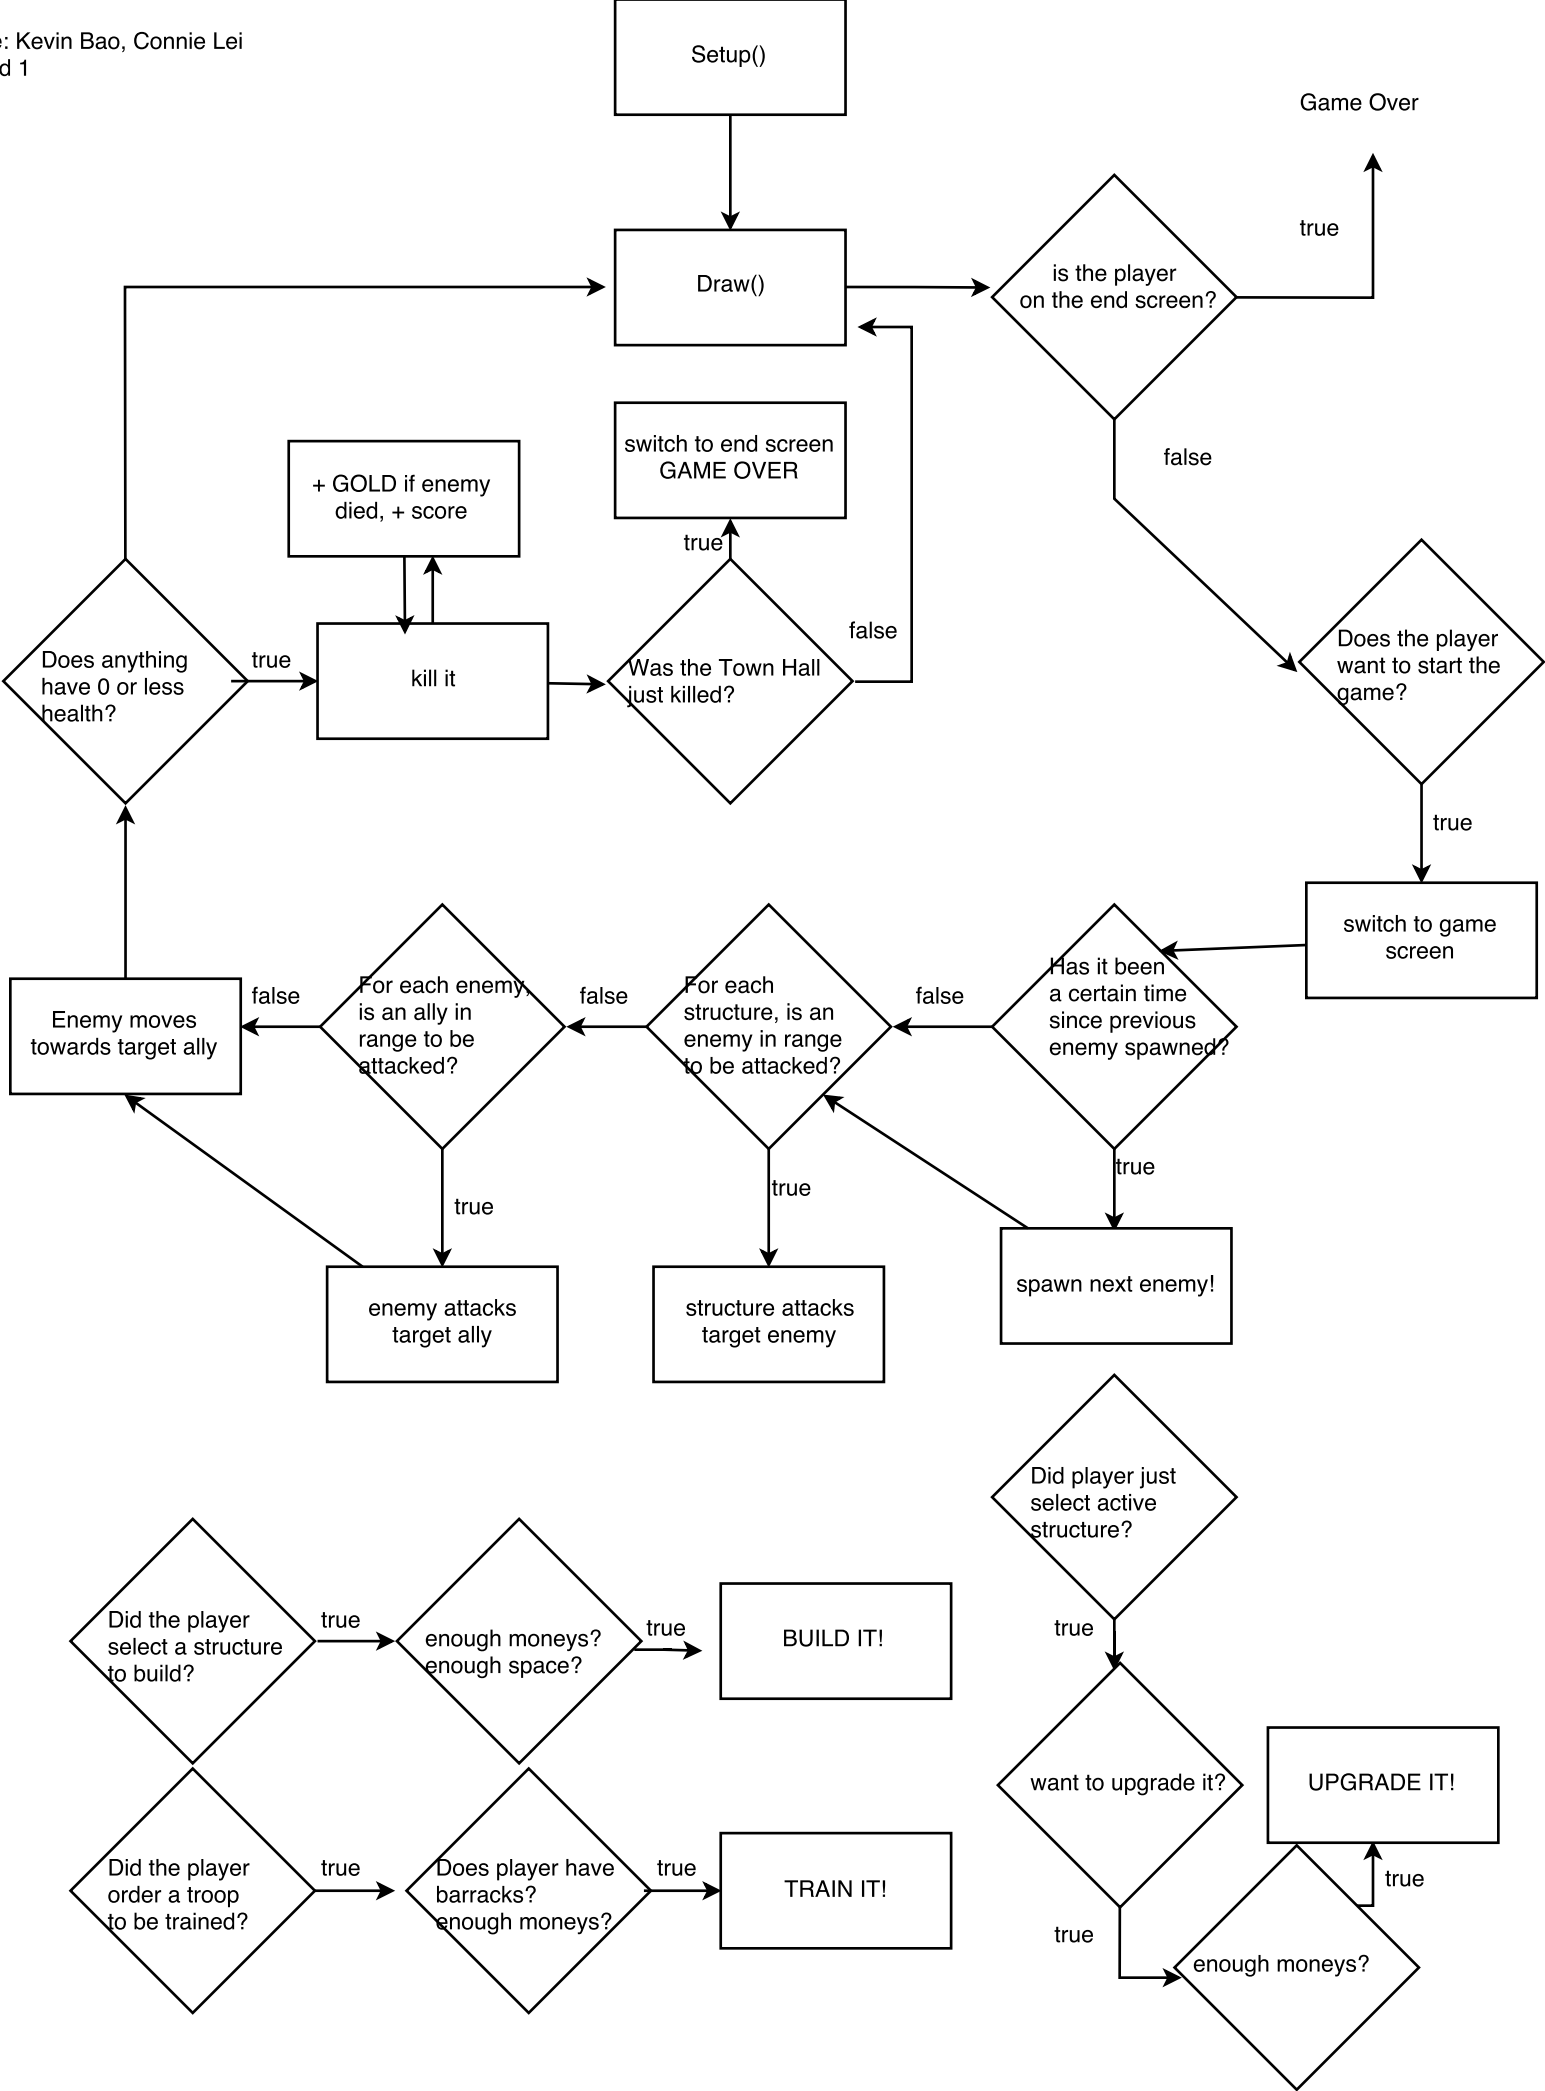 : Kevin Bao, Connie Lei
d 1
Setup()
Game Over
true
Draw()
is the player
on the end screen?
false
switch to end screen
GAME OVER
+ GOLD if enemy
died, + score
true
Does anything
have 0 or less
health?
true
kill it
Was the Town Hall
just killed?
false
Does the player
want to start the
game?
true
switch to game
screen
Has it been
a certain time
since previous
enemy spawned?
false
For each
structure, is an
enemy in range
to be attacked?
false
For each enemy,
is an ally in
range to be
attacked?
false
Enemy moves
towards target ally
true
true
true
enemy attacks
target ally
structure attacks
target enemy
spawn next enemy!
Did player just
select active
structure?
true
Did the player
select a structure
to build?
true
enough moneys?
enough space?
true
BUILD IT!
want to upgrade it?
UPGRADE IT!
true
Did the player
order a troop
to be trained?
true
Does player have
barracks?
enough moneys?
true
TRAIN IT!
true
enough moneys?